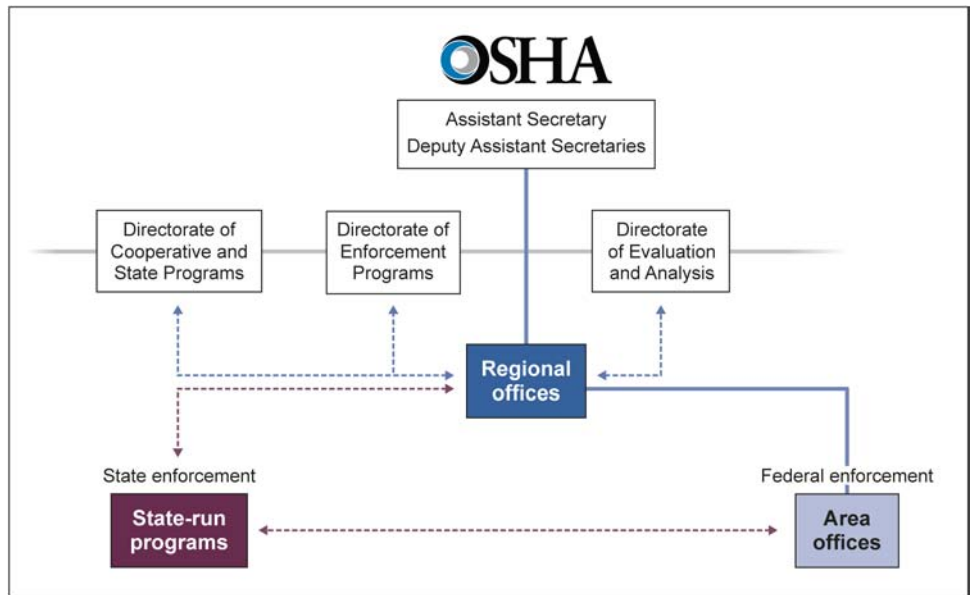 OSHA
Assistant Secretary
Deputy Assistant Secretaries
Directorate of
Cooperative and
State Programs
Directorate of
Enforcement
Programs
Directorate
of Evaluation
and Analysis
Regional
offices
State enforcement
State-run
programs
Federal enforcement
Area
offices